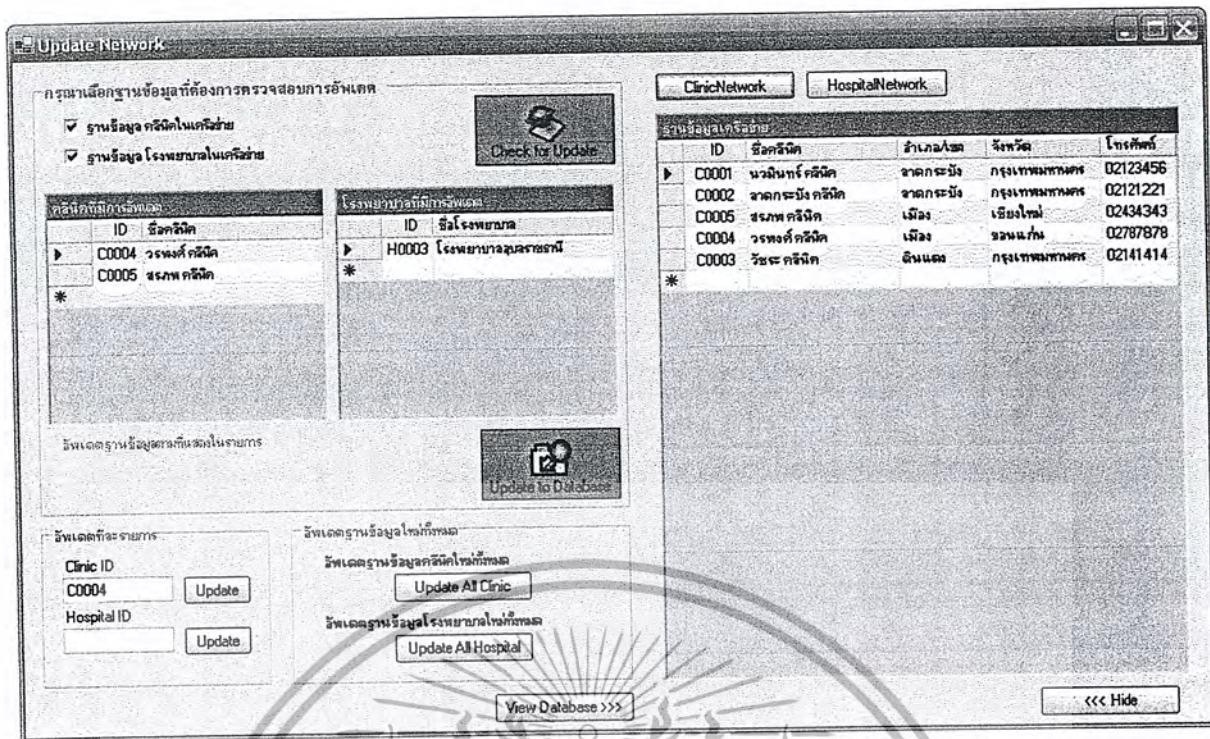 Update Network
กรุณาเลือกฐานข้อมูลที่ต้องการตรวจสอบการอัพเดต
ฐานข้อมูล คลินิคในเครือข่าย
ฐานข้อมูล โรงพยาบาลในเครือข่าย
Check for Update
คลินิคที่มีการอัพเดต
ID ชื่อคลินิค
C0004 วรพงศ์ คลินิค
C0005 สรภพ คลินิค
*
โรงพยาบาลที่มีการอัพเดต
ID ชื่อโรงพยาบาล
H0003 โรงพยาบาลอุบลราชธานี
*
อัพเดตฐานข้อมูลตามที่แสดงในรายการ
Update to Database
อัพเดตทีละรายการ
Clinic ID
C0004 Update
Hospital ID
Update
อัพเดตฐานข้อมูลใหม่ทั้งหมด
อัพเดตฐานข้อมูลคลินิคใหม่ทั้งหมด
Update All Clinic
อัพเดตฐานข้อมูลโรงพยาบาลใหม่ทั้งหมด
Update All Hospital
View Database >>>
ClinicNetwork HospitalNetwork
ฐานข้อมูลเครือข่าย
ID ชื่อคลินิค อำเภอ/เขต จังหวัด โทรศัพท์
C0001 นวมินทร์ คลินิค ลาดกระบัง กรุงเทพมหานคร 02123456
C0002 ลาดกระบัง คลินิค ลาดกระบัง กรุงเทพมหานคร 02121221
C0005 สรภพ คลินิค เมือง เชียงใหม่ 02434343
C0004 วรพงศ์ คลินิค เมือง ขอนแก่น 02787878
C0003 วัชระ คลินิค ดินแดง กรุงเทพมหานคร 02141414
*
<<< Hide